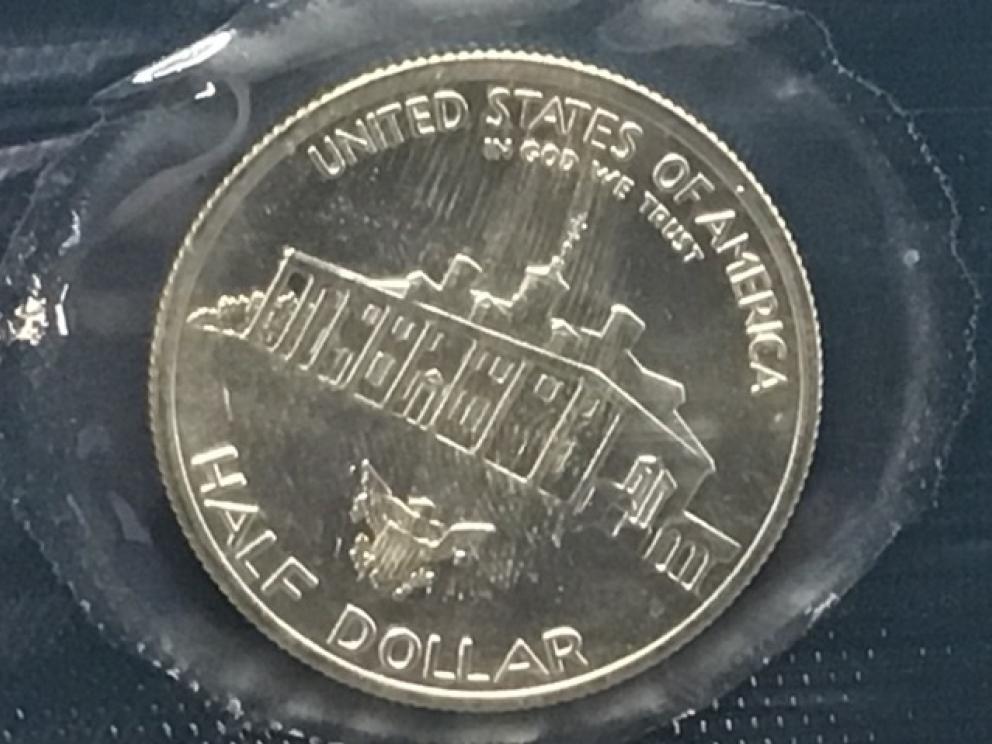 UNITED STATES OF AMERICA
IN GOD WE TRUST
HALF DOLLAR